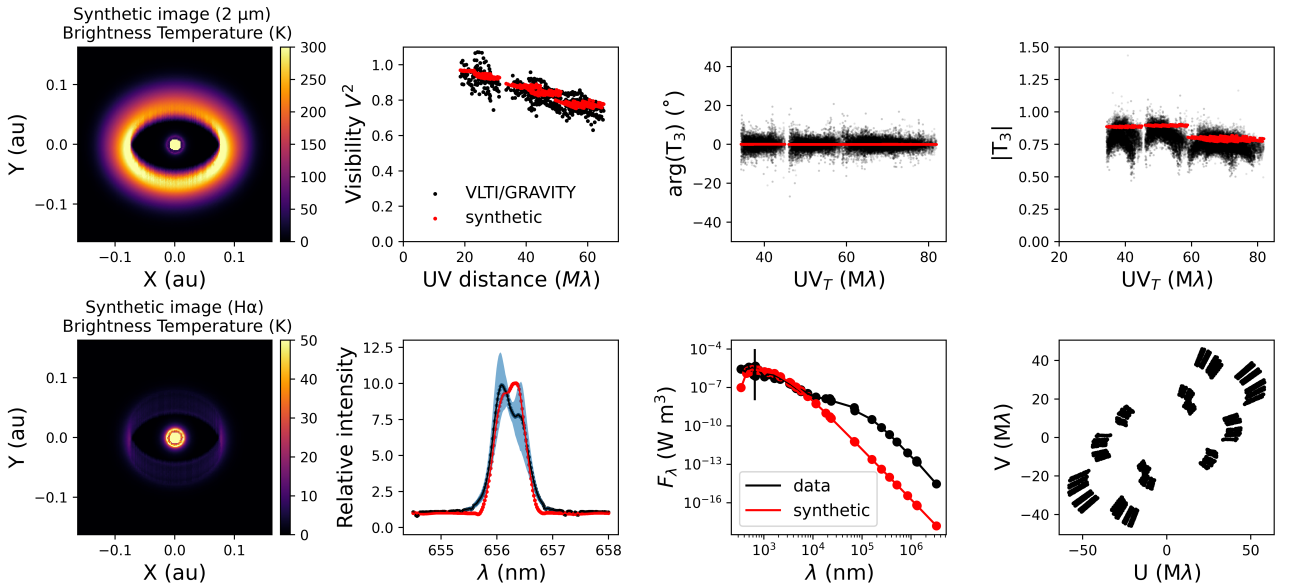 Synthetic image (2 μm)
Brightness Temperature (K)
Y (au)
0.1
0.0
−0.1
−0.1 0.0 0.1
X (au)
300
250
200
150
100
50
0
Visibility V²
1.0
0.8
0.6
0.4
0.2
0.0
VLTI/GRAVITY
synthetic
0 20 40 60
UV distance (Mλ)
arg(T₃) (°)
40
20
0
−20
−40
40 60 80
UV_T (Mλ)
|T₃|
1.50
1.25
1.00
0.75
0.50
0.25
0.00
20 40 60 80
UV_T (Mλ)
Synthetic image (Hα)
Brightness Temperature (K)
Y (au)
0.1
0.0
−0.1
−0.1 0.0 0.1
X (au)
50
40
30
20
10
0
Relative intensity
12.5
10.0
7.5
5.0
2.5
0.0
655 656 657 658
λ (nm)
F_λ (W m³)
10⁻⁴
10⁻⁷
10⁻¹⁰
10⁻¹³
10⁻¹⁶
data
synthetic
10³ 10⁴ 10⁵ 10⁶
λ (nm)
V (Mλ)
40
20
0
−20
−40
−50 0 50
U (Mλ)